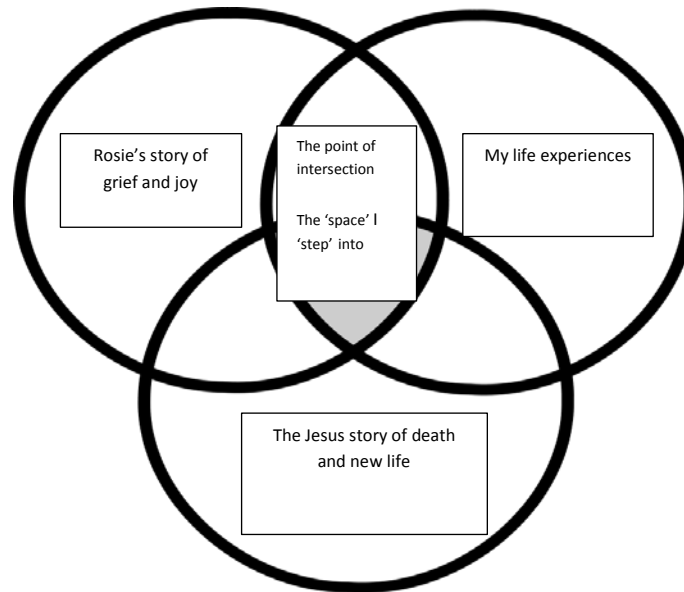 Rosie’s story of
grief and joy
The point of
intersection
The ‘space’ I
‘step’ into
My life experiences
The Jesus story of death
and new life